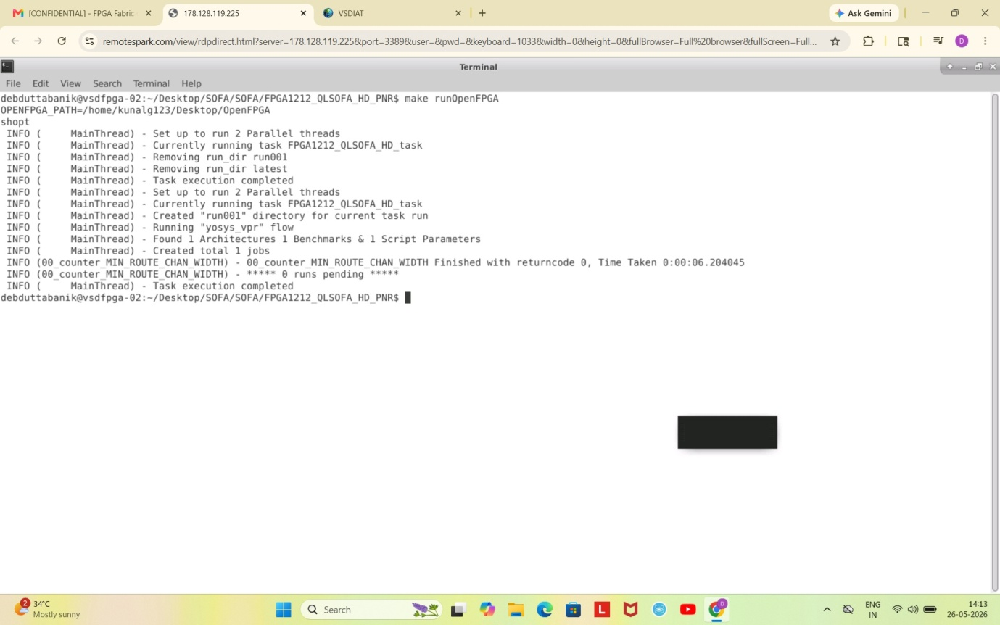 [CONFIDENTIAL] - FPGA Fabric
178.128.119.225
VSDIAT
Ask Gemini
remotespark.com/view/rdpdirect.html?server=178.128.119.225&port=3389&user=&pwd=&keyboard=1033&width=0&height=0&fullBrowser=Full%20browser&fullScreen=Full...
D
Terminal
File Edit View Search Terminal Help
debduttabanik@vsdfpga-02:~/Desktop/SOFA/SOFA/FPGA1212_QLSOFA_HD_PNR$ make runOpenFPGA
OPENFPGA_PATH=/home/kunalg123/Desktop/OpenFPGA
shopt
INFO (     MainThread) - Set up to run 2 Parallel threads
INFO (     MainThread) - Currently running task FPGA1212_QLSOFA_HD_task
INFO (     MainThread) - Removing run_dir run001
INFO (     MainThread) - Removing run_dir latest
INFO (     MainThread) - Task execution completed
INFO (     MainThread) - Set up to run 2 Parallel threads
INFO (     MainThread) - Currently running task FPGA1212_QLSOFA_HD_task
INFO (     MainThread) - Created "run001" directory for current task run
INFO (     MainThread) - Running "yosys_vpr" flow
INFO (     MainThread) - Found 1 Architectures 1 Benchmarks & 1 Script Parameters
INFO (     MainThread) - Created total 1 jobs
INFO (00_counter_MIN_ROUTE_CHAN_WIDTH) - 00_counter_MIN_ROUTE_CHAN_WIDTH Finished with returncode 0, Time Taken 0:00:06.204045
INFO (00_counter_MIN_ROUTE_CHAN_WIDTH) - ***** 0 runs pending *****
INFO (     MainThread) - Task execution completed
debduttabanik@vsdfpga-02:~/Desktop/SOFA/SOFA/FPGA1212_QLSOFA_HD_PNR$
2
34°C
Mostly sunny
Search
L
D
ENG
IN
14:13
26-05-2026